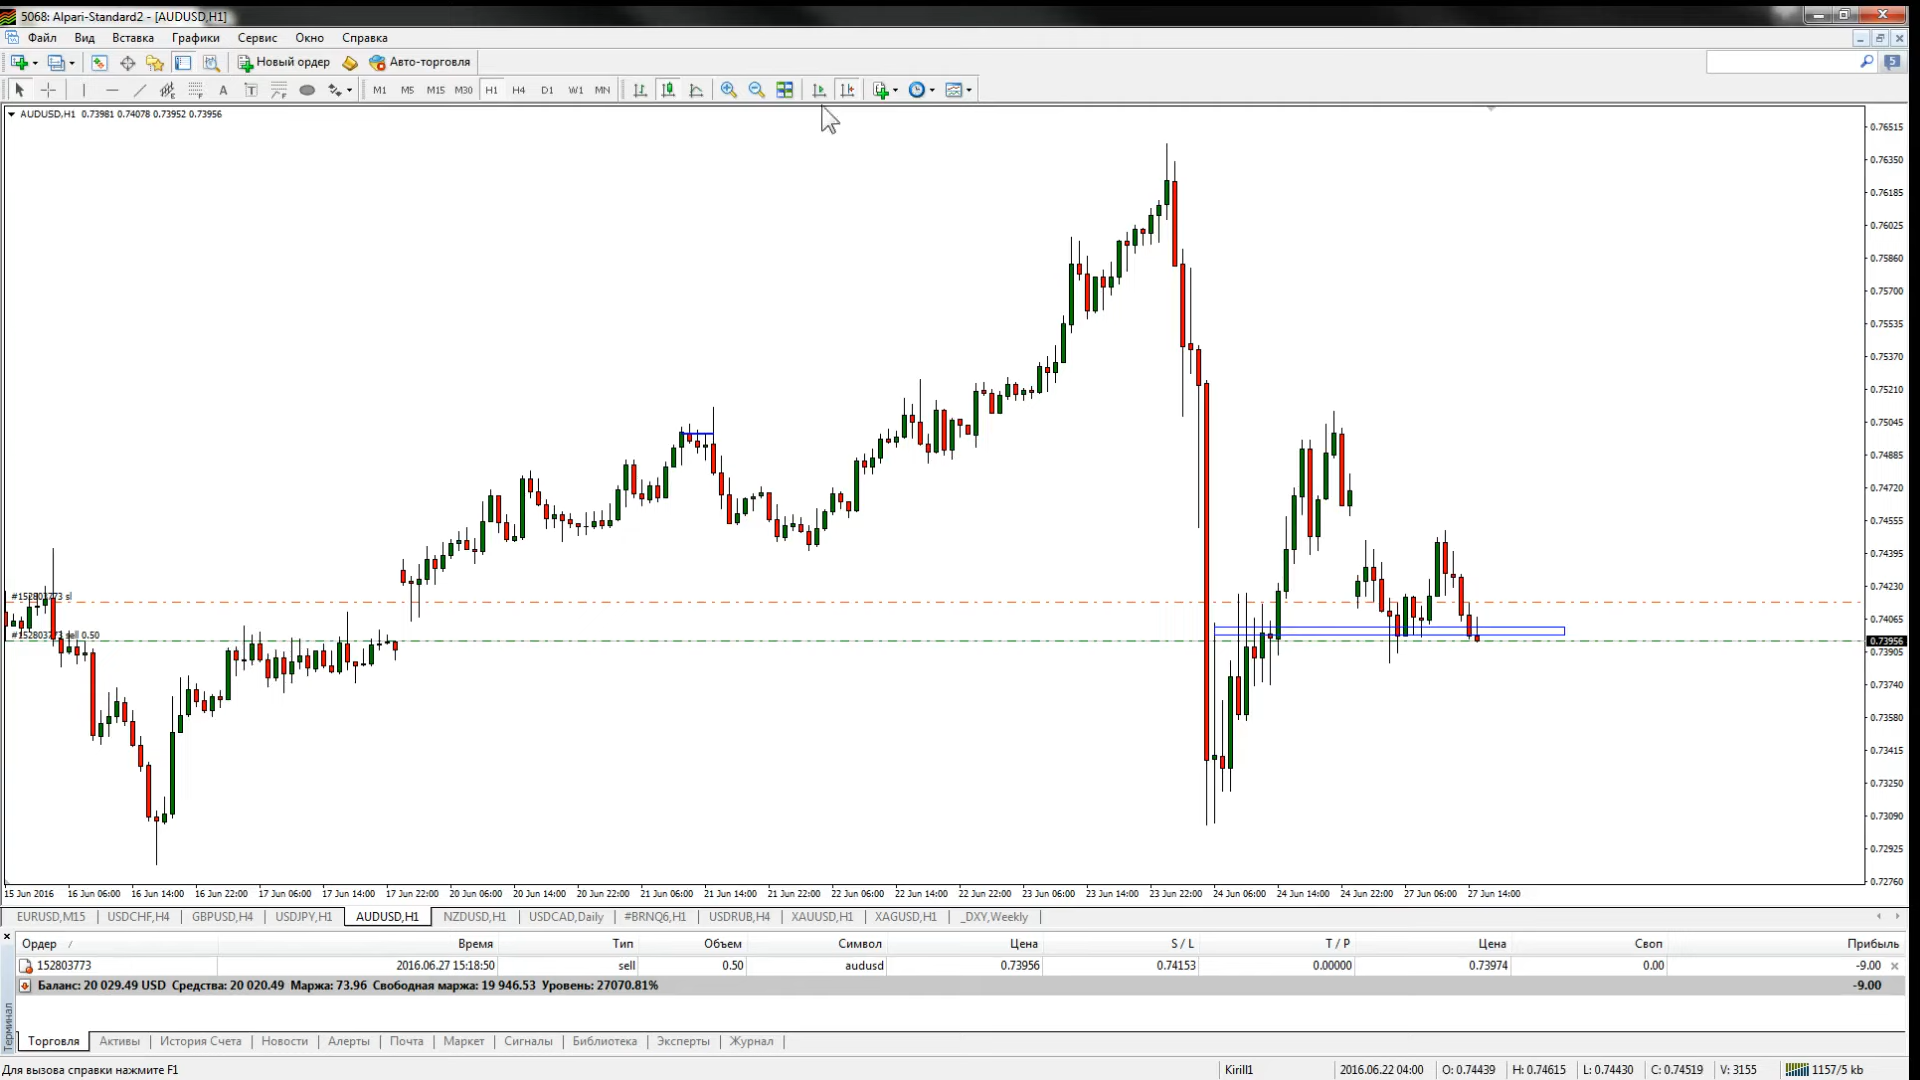 5068: Alpari-Standard2 - [AUDUSD,H1]
Файл Вид Вставка Графики Сервис Окно Справка
Новый ордер Авто-торговля 5
A T F E F M1 M5 M15 M30 H1 H4 D1 W1 MN
AUDUSD,H1 0.73981 0.74078 0.73952 0.73956
0.76515
0.76350
0.76185
0.76025
0.75860
0.75700
0.75535
0.75370
0.75210
0.75045
0.74885
0.74720
0.74555
0.74395
0.74230
#152803773 sl
0.74065
#152803773 sell 0.50
0.73956
0.73905
0.73740
0.73580
0.73415
0.73250
0.73090
0.72925
0.72760
15 Jun 2016 16 Jun 06:00 16 Jun 14:00 16 Jun 22:00 17 Jun 06:00 17 Jun 14:00 17 Jun 22:00 20 Jun 06:00 20 Jun 14:00 20 Jun 22:00 21 Jun 06:00 21 Jun 14:00 21 Jun 22:00 22 Jun 06:00 22 Jun 14:00 22 Jun 22:00 23 Jun 06:00 23 Jun 14:00 23 Jun 22:00 24 Jun 06:00 24 Jun 14:00 24 Jun 22:00 27 Jun 06:00 27 Jun 14:00
EURUSD,M15 USDCHF,H4 GBPUSD,H4 USDJPY,H1 AUDUSD,H1 NZDUSD,H1 USDCAD,Daily #BRNQ6,H1 USDRUB,H4 XAUUSD,H1 XAGUSD,H1 _DXY,Weekly
Ордер / Время Тип Объем Символ Цена S / L T / P Цена Своп Прибыль
152803773 2016.06.27 15:18:50 sell 0.50 audusd 0.73956 0.74153 0.00000 0.73974 0.00 -9.00
Баланс: 20 029.49 USD Средства: 20 020.49 Маржа: 73.96 Свободная маржа: 19 946.53 Уровень: 27070.81% -9.00
Терминал
Торговля Активы История Счета Новости Алерты Почта Маркет Сигналы Библиотека Эксперты Журнал
Для вызова справки нажмите F1 Kirill1 2016.06.22 04:00 O: 0.74439 H: 0.74615 L: 0.74430 C: 0.74519 V: 3155 1157/5 kb